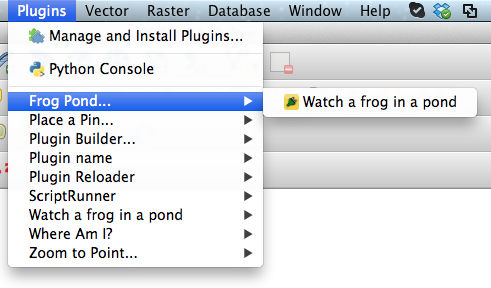 Plugins Vector Raster Database Window Help
Manage and Install Plugins...
Python Console
Frog Pond...
Watch a frog in a pond
Place a Pin...
Plugin Builder...
Plugin name
Plugin Reloader
ScriptRunner
Watch a frog in a pond
Where Am I?
Zoom to Point...